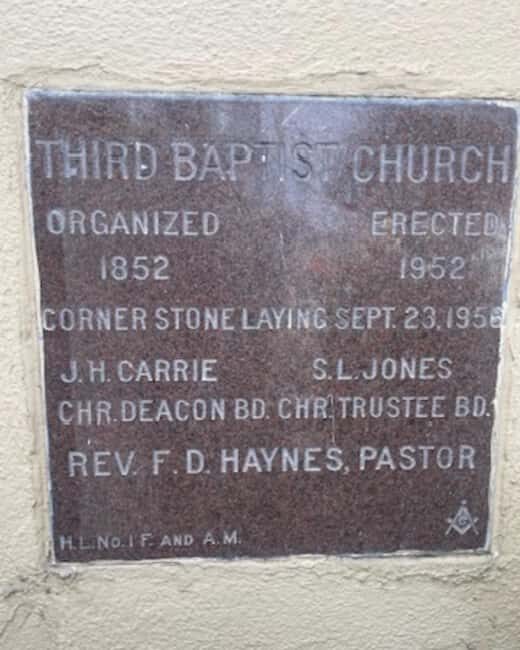 THIRD BAPTIST CHURCH
ORGANIZED ERECTED
1852 1952
CORNER STONE LAYING SEPT. 23, 1956
J. H. CARRIE S. L. JONES
CHR. DEACON BD. CHR. TRUSTEE BD.
REV. F. D. HAYNES, PASTOR
G
H. L. No. 1 F. AND A. M.